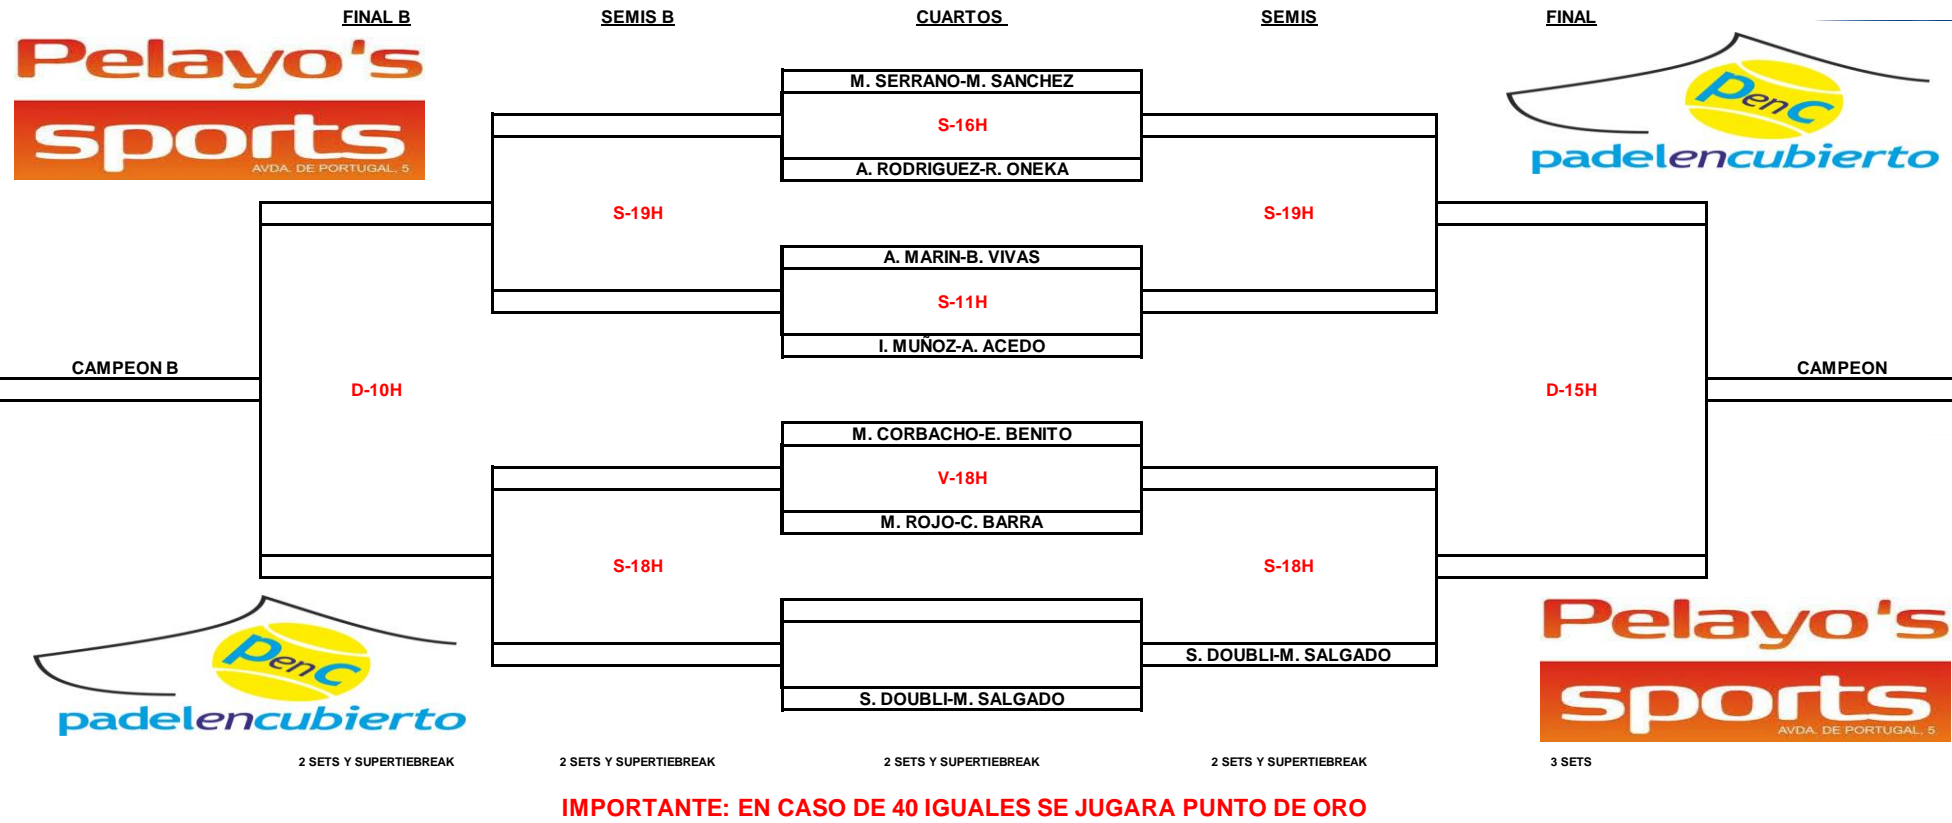 FINAL B
SEMIS B
CUARTOS
SEMIS
FINAL
Pelayo's
sports
AVDA. DE PORTUGAL, 5
PenC
padelencubierto
M. SERRANO-M. SANCHEZ
S-16H
A. RODRIGUEZ-R. ONEKA
S-19H
S-19H
A. MARIN-B. VIVAS
S-11H
I. MUÑOZ-A. ACEDO
CAMPEON B
CAMPEON
D-10H
D-15H
M. CORBACHO-E. BENITO
V-18H
M. ROJO-C. BARRA
S-18H
S-18H
S. DOUBLI-M. SALGADO
S. DOUBLI-M. SALGADO
PenC
padelencubierto
Pelayo's
sports
AVDA. DE PORTUGAL, 5
2 SETS Y SUPERTIEBREAK
2 SETS Y SUPERTIEBREAK
2 SETS Y SUPERTIEBREAK
2 SETS Y SUPERTIEBREAK
3 SETS
IMPORTANTE: EN CASO DE 40 IGUALES SE JUGARA PUNTO DE ORO